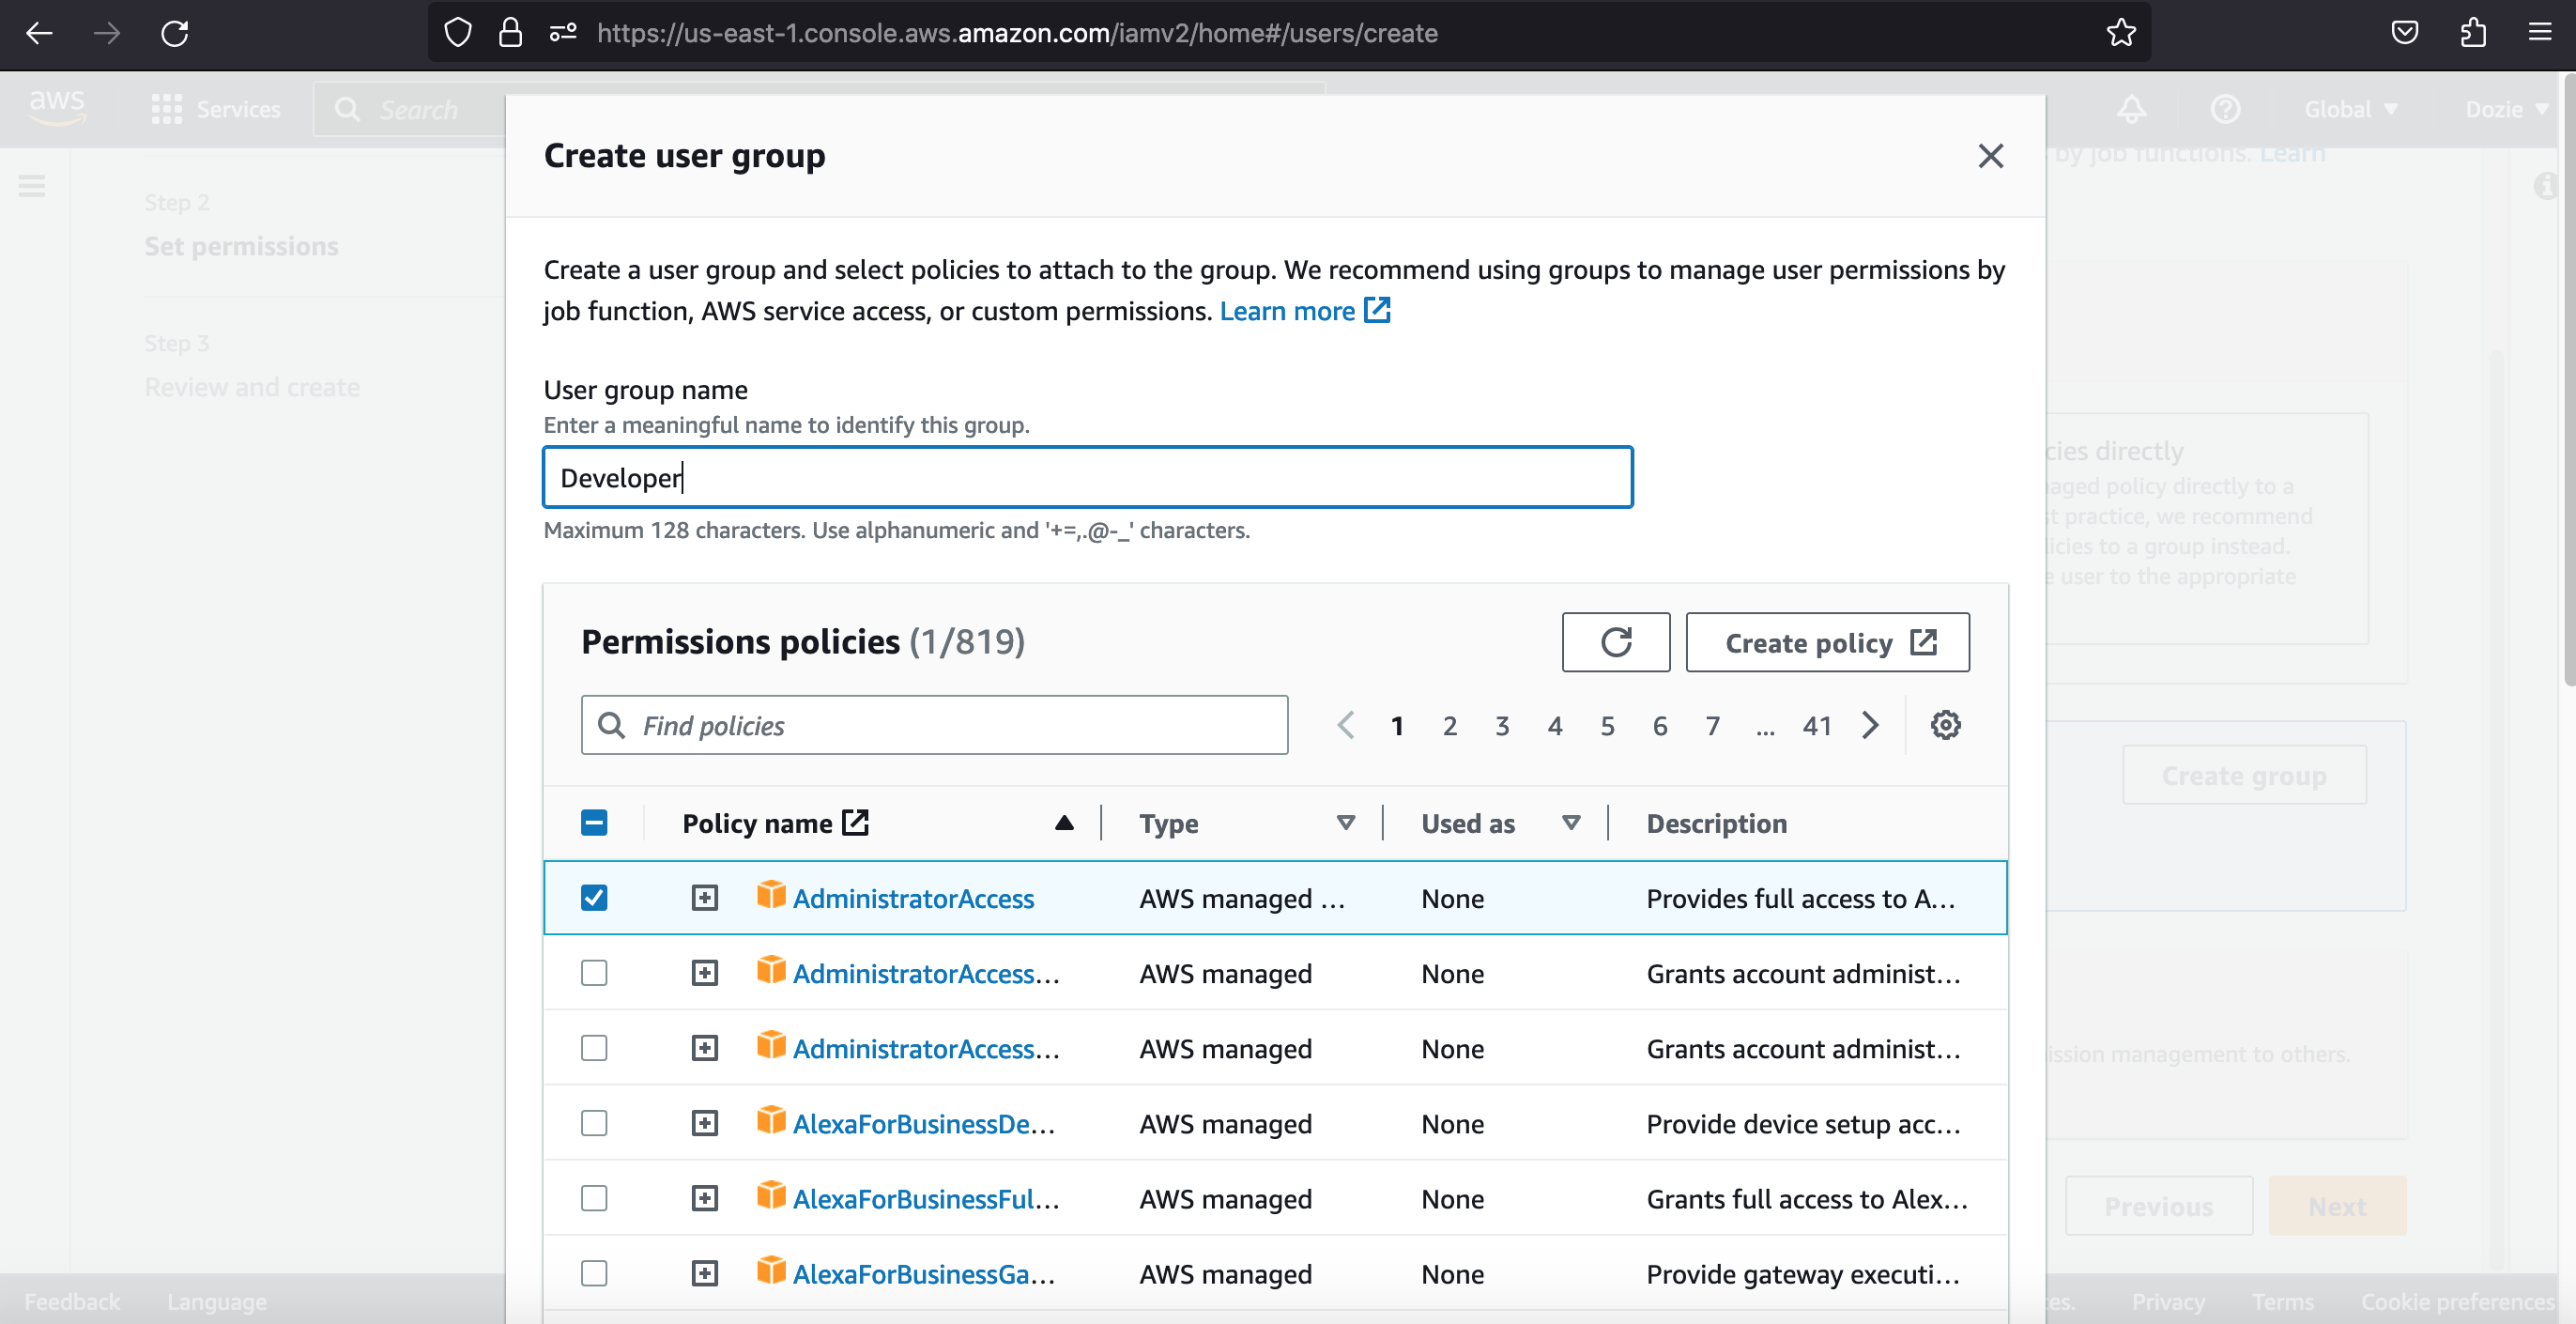 https://us-east-1.console.aws.amazon.com/iamv2/home#/users/create
aws
Services
Search
Global
Dozie
by job functions. Learn
Step 2
Set permissions
Step 3
Review and create
Create user group
Create a user group and select policies to attach to the group. We recommend using groups to manage user permissions by
job function, AWS service access, or custom permissions. Learn more
User group name
Enter a meaningful name to identify this group.
Developer
Maximum 128 characters. Use alphanumeric and '+=,.@-_' characters.
cies directly
aged policy directly to a
t practice, we recommend
licies to a group instead.
e user to the appropriate
Permissions policies (1/819)
Create policy
Find policies
1 2 3 4 5 6 7 ... 41
Create group
Policy name Type Used as Description
AdministratorAccess AWS managed ... None Provides full access to A...
AdministratorAccess... AWS managed None Grants account administ...
AdministratorAccess... AWS managed None Grants account administ...
ission management to others.
AlexaForBusinessDe... AWS managed None Provide device setup acc...
AlexaForBusinessFul... AWS managed None Grants full access to Alex...
Previous
Next
AlexaForBusinessGa... AWS managed None Provide gateway executi...
Feedback
Language
es.
Privacy
Terms
Cookie preferences